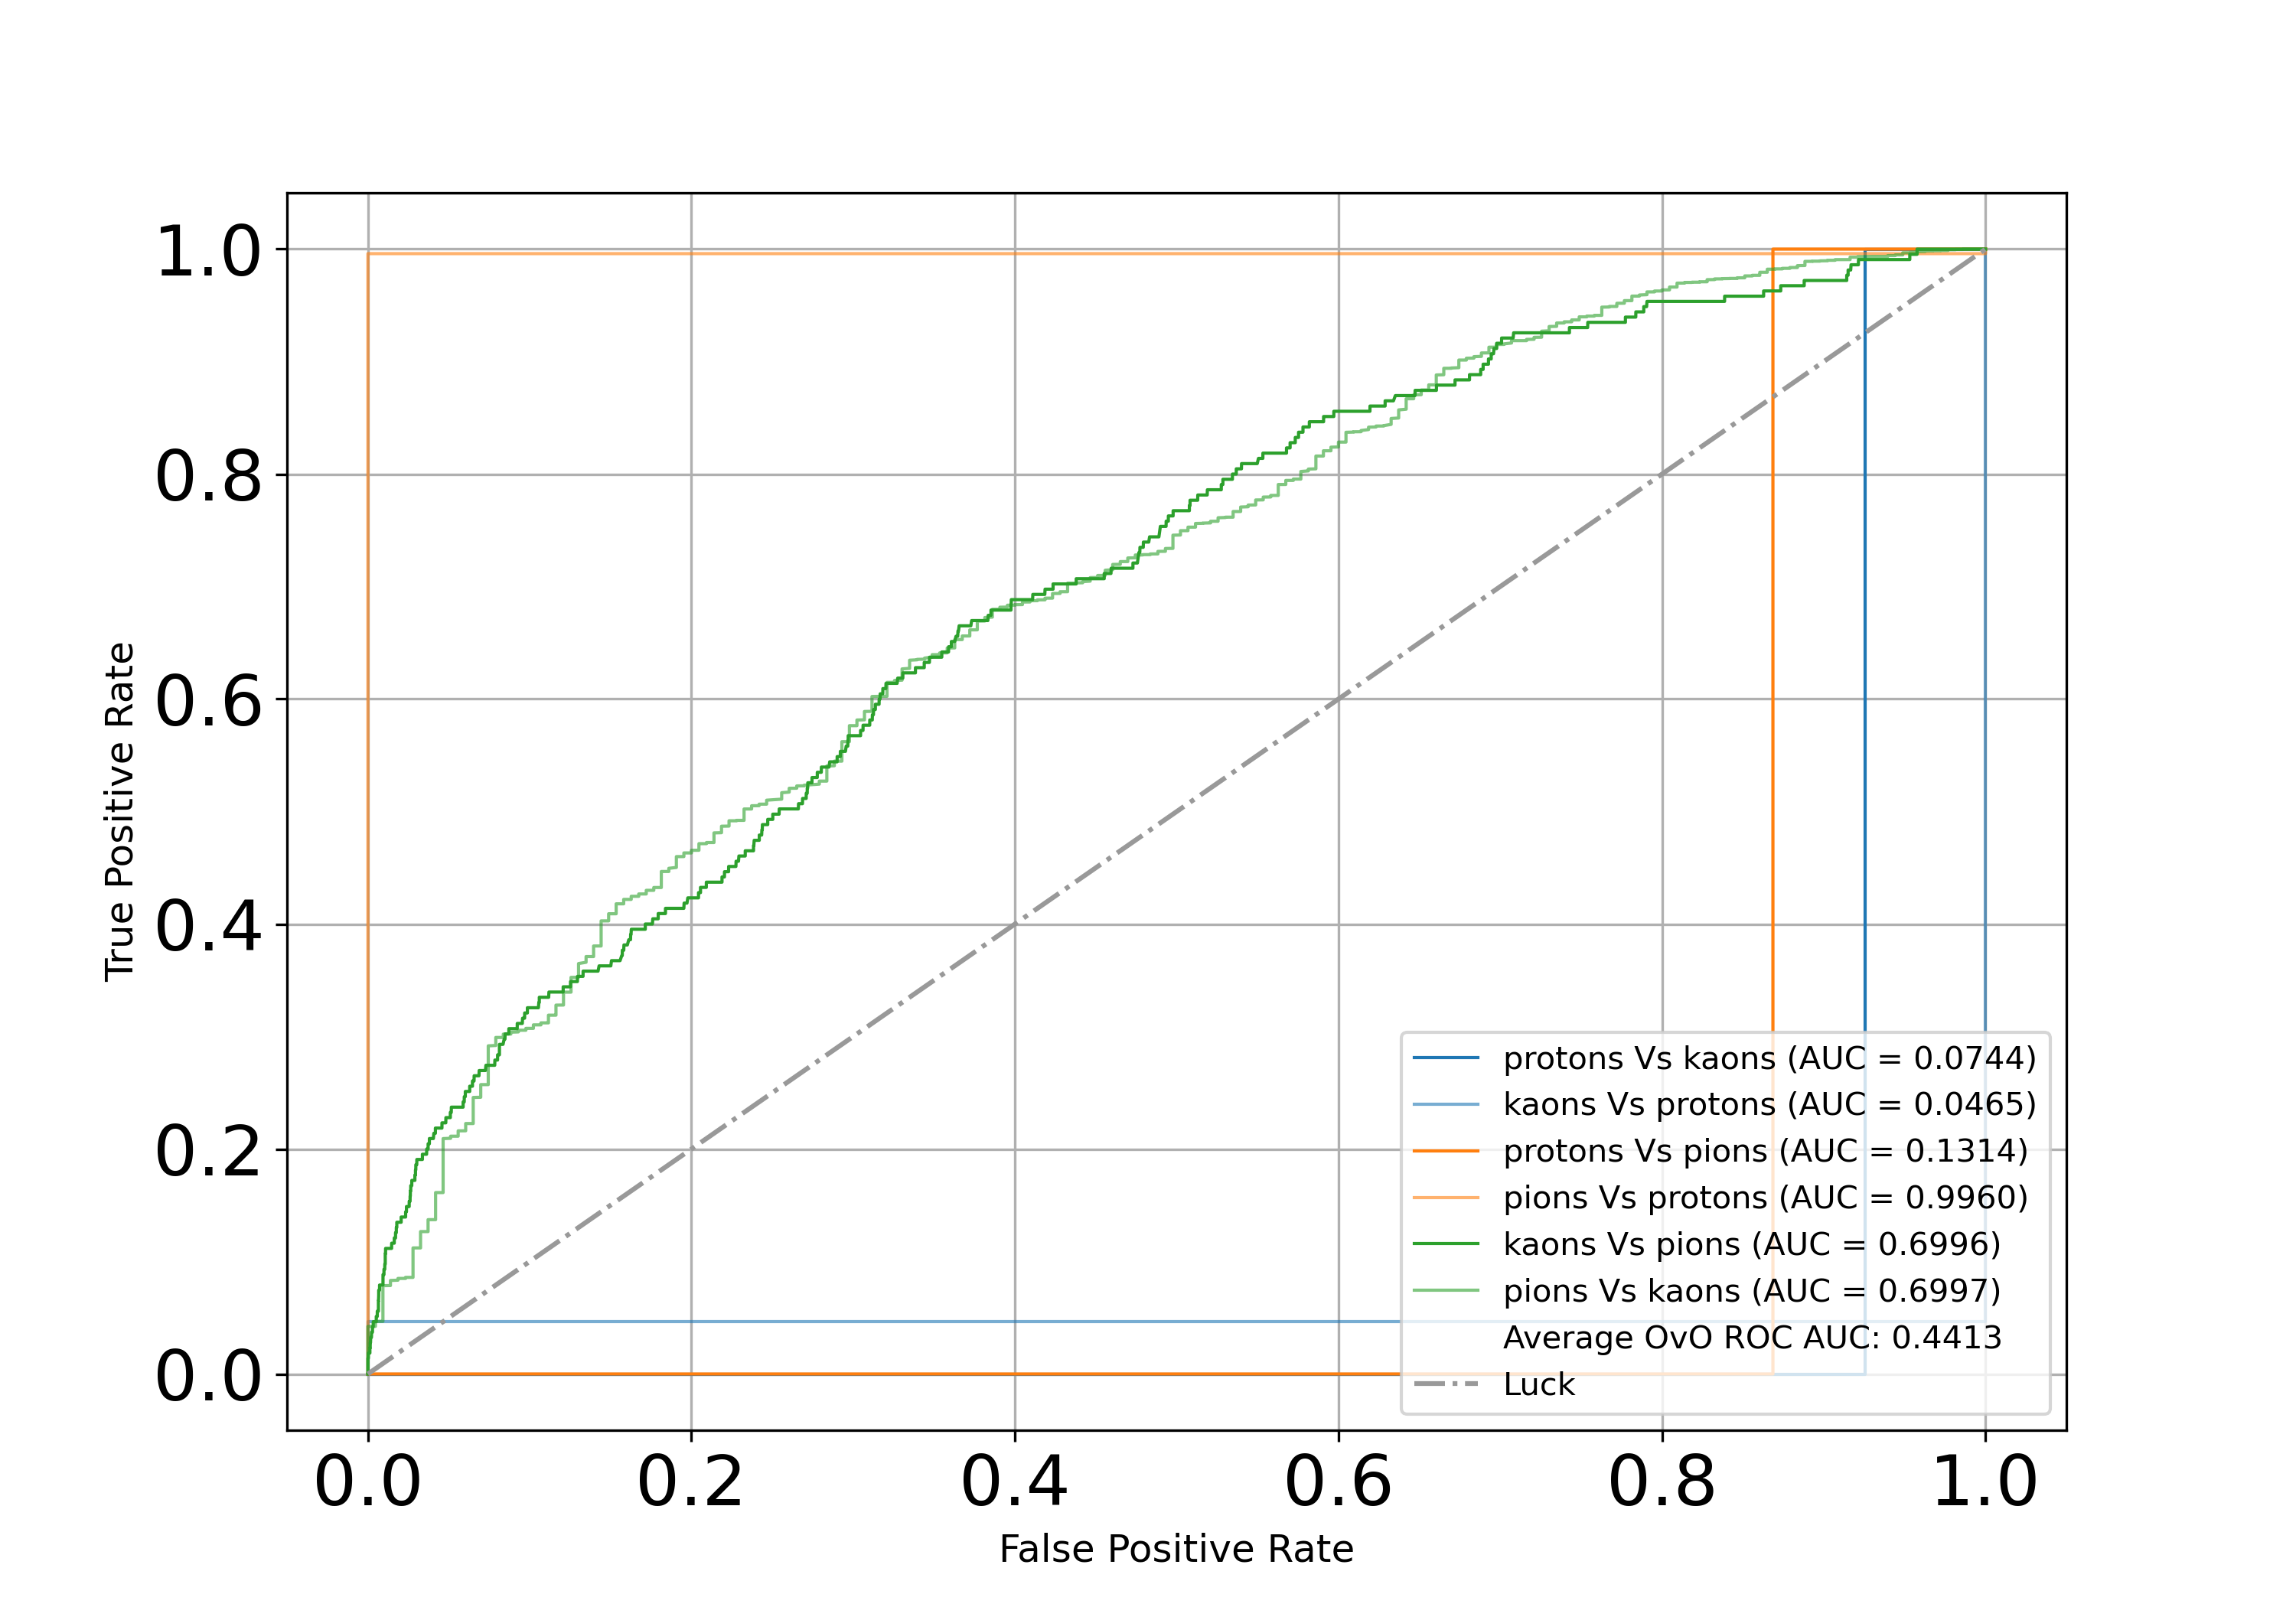 1.0
0.8
0.6
0.4
0.2
0.0
True Positive Rate
protons Vs kaons (AUC = 0.0744)
kaons Vs protons (AUC = 0.0465)
protons Vs pions (AUC = 0.1314)
pions Vs protons (AUC = 0.9960)
kaons Vs pions (AUC = 0.6996)
pions Vs kaons (AUC = 0.6997)
Average OvO ROC AUC: 0.4413
Luck
0.0 0.2 0.4 0.6 0.8 1.0
False Positive Rate